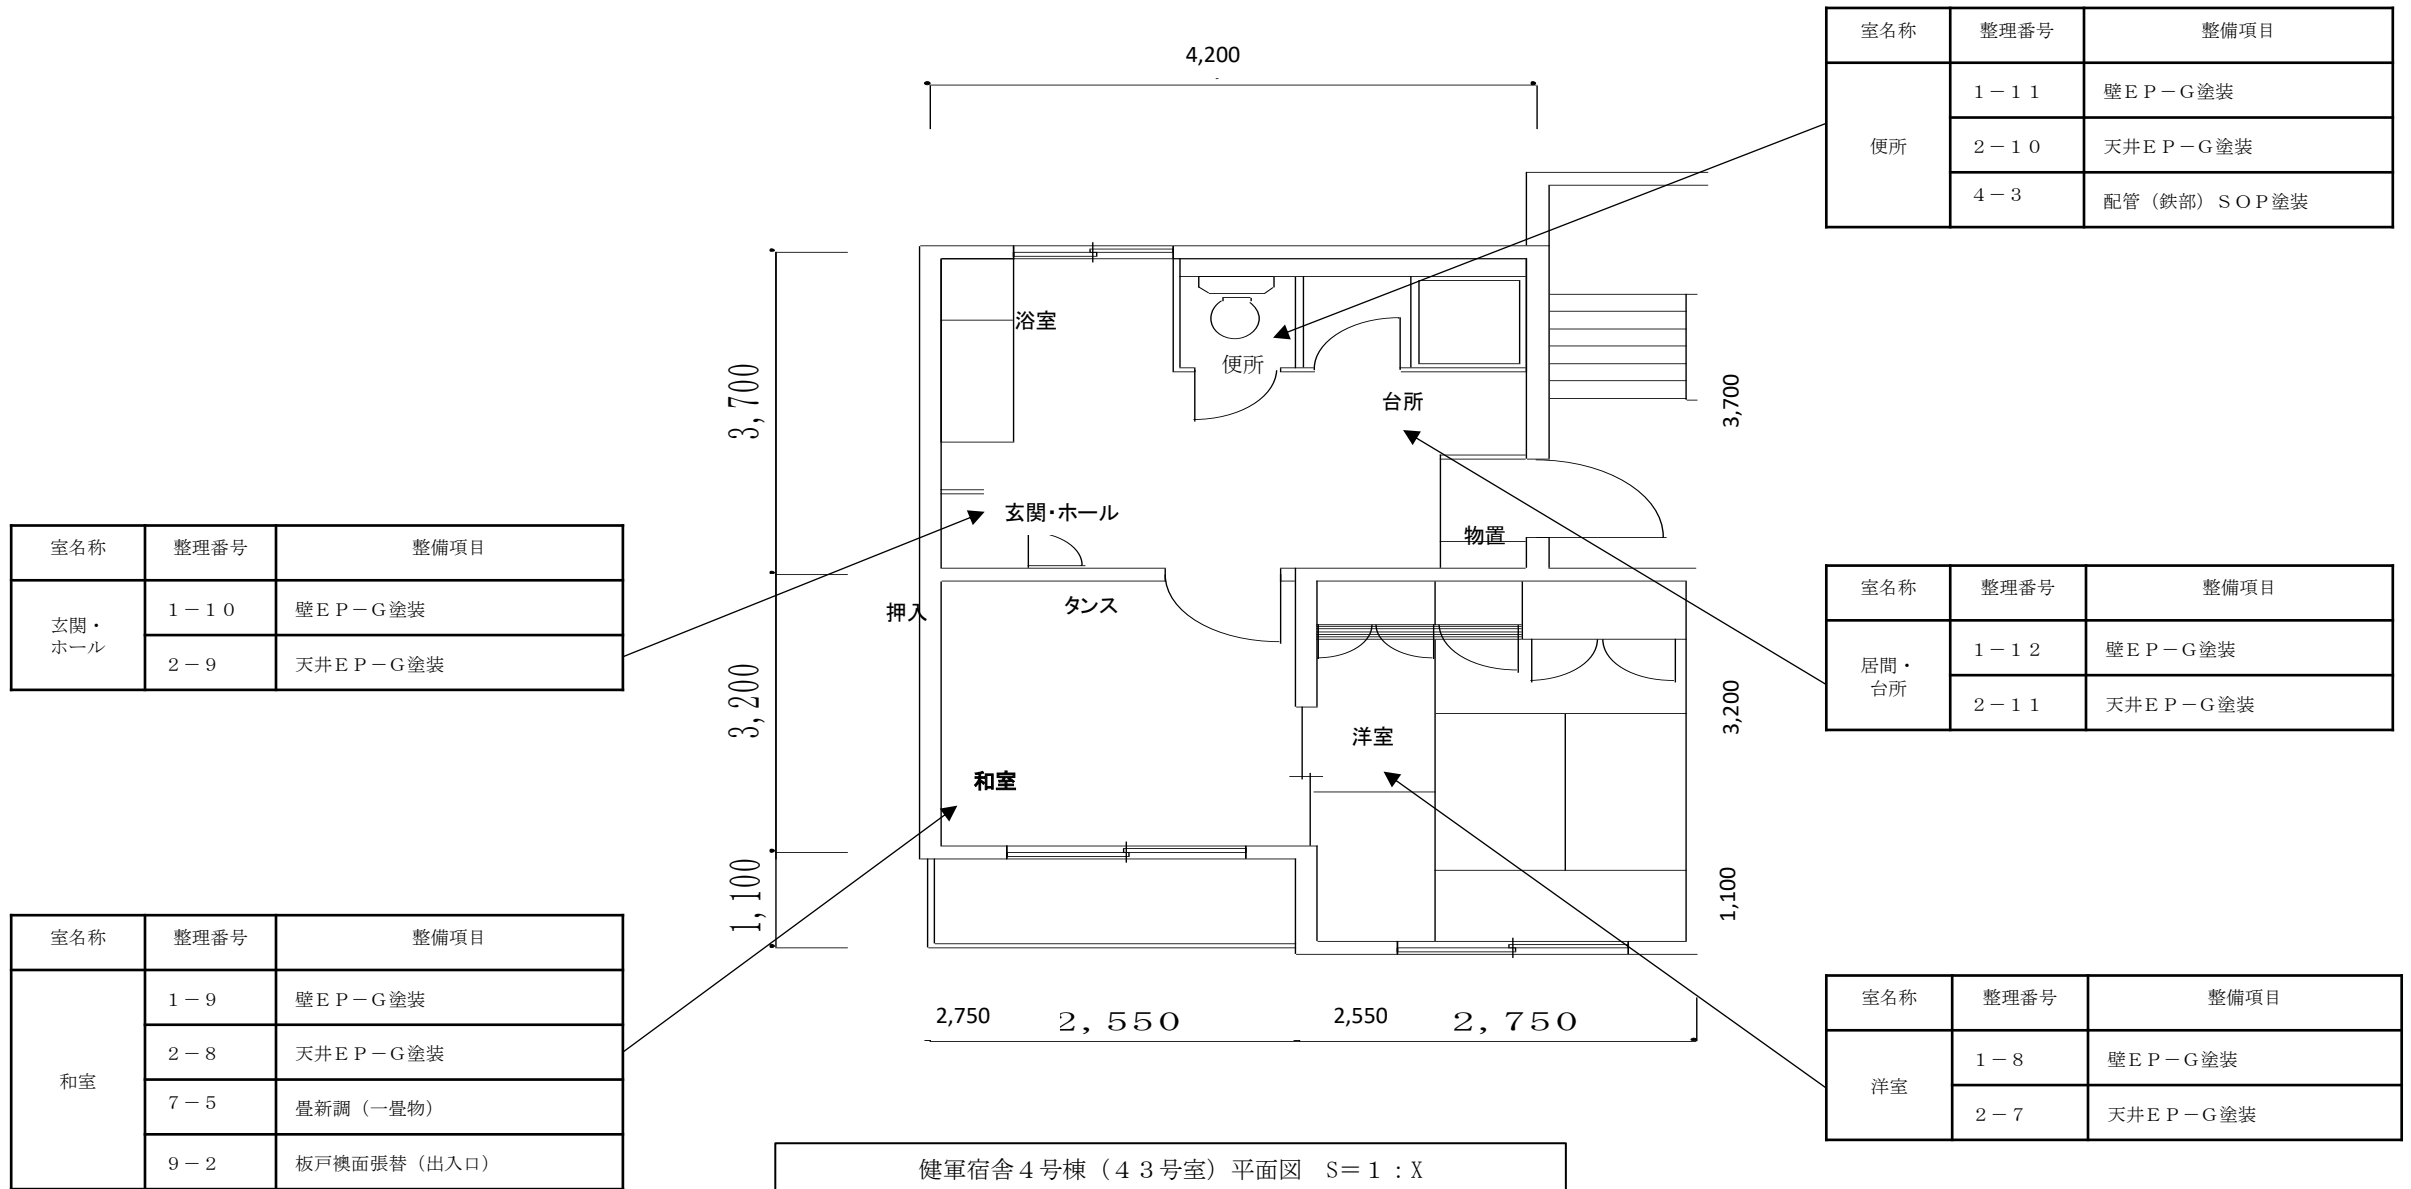 4,200
室名称 整理番号 整備項目
便所
1－11 壁EP－G塗装
2－10 天井EP－G塗装
4－3 配管（鉄部）SOP塗装
浴室
便所
台所
3,700
3,700
玄関・ホール
物置
室名称 整理番号 整備項目
玄関・
ホール
1－10 壁EP－G塗装
2－9 天井EP－G塗装
押入
タンス
室名称 整理番号 整備項目
居間・
台所
1－12 壁EP－G塗装
2－11 天井EP－G塗装
3,200
3,200
洋室
和室
1,100
1,100
室名称 整理番号 整備項目
和室
1－9 壁EP－G塗装
2－8 天井EP－G塗装
7－5 畳新調（一畳物）
9－2 板戸襖面張替（出入口）
2,750 2,550 2,550 2,750
室名称 整理番号 整備項目
洋室
1－8 壁EP－G塗装
2－7 天井EP－G塗装
健軍宿舎4号棟（43号室）平面図 S＝1：X